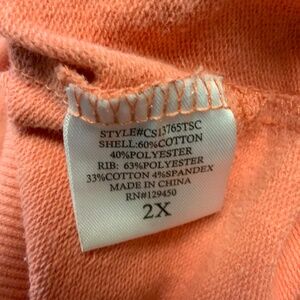 STYLE#CS13765TSC
SHELL:60%COTTON
40%POLYESTER
RIB: 63%POLYESTER
33%COTTON 4%SPANDEX
MADE IN CHINA
RN#129450
2X